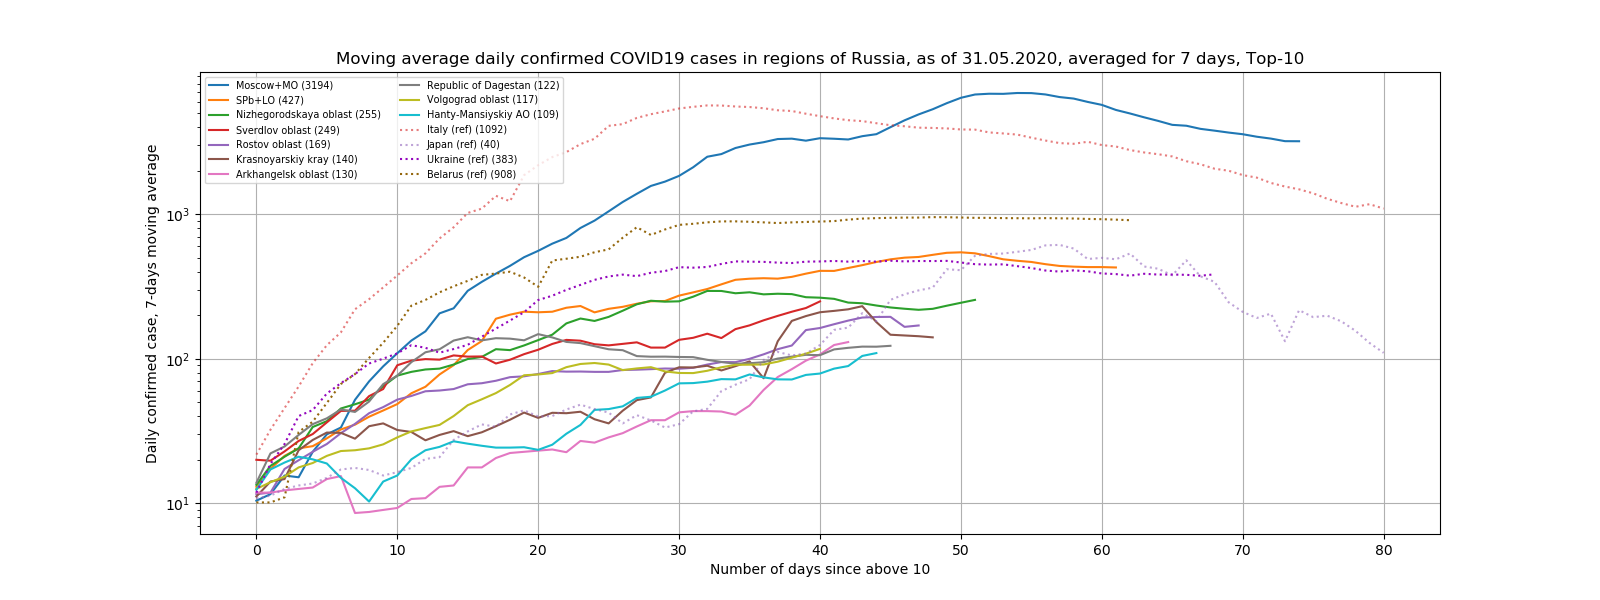 Moving average daily confirmed COVID19 cases in regions of Russia, as of 31.05.2020, averaged for 7 days, Top-10
Moscow+MO (3194)
SPb+LO (427)
Nizhegorodskaya oblast (255)
Sverdlov oblast (249)
Rostov oblast (169)
Krasnoyarskiy kray (140)
Arkhangelsk oblast (130)
Republic of Dagestan (122)
Volgograd oblast (117)
Hanty-Mansiyskiy AO (109)
Italy (ref) (1092)
Japan (ref) (40)
Ukraine (ref) (383)
Belarus (ref) (908)
Daily confirmed case, 7-days moving average
10³
10²
10¹
0 10 20 30 40 50 60 70 80
Number of days since above 10